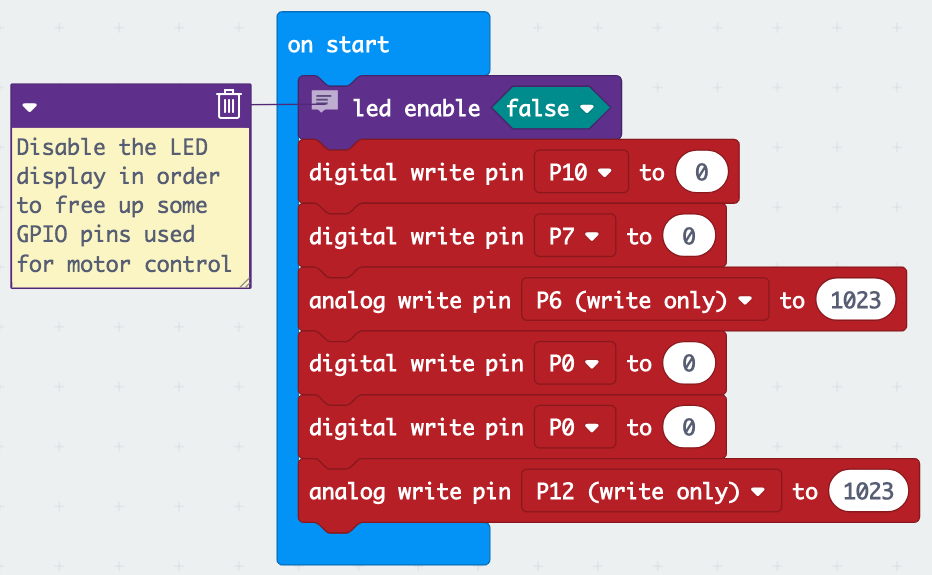 on start
led enable false
Disable the LED
display in order
to free up some
GPIO pins used
for motor control
digital write pin P10 to 0
digital write pin P7 to 0
analog write pin P6 (write only) to 1023
digital write pin P0 to 0
digital write pin P0 to 0
analog write pin P12 (write only) to 1023